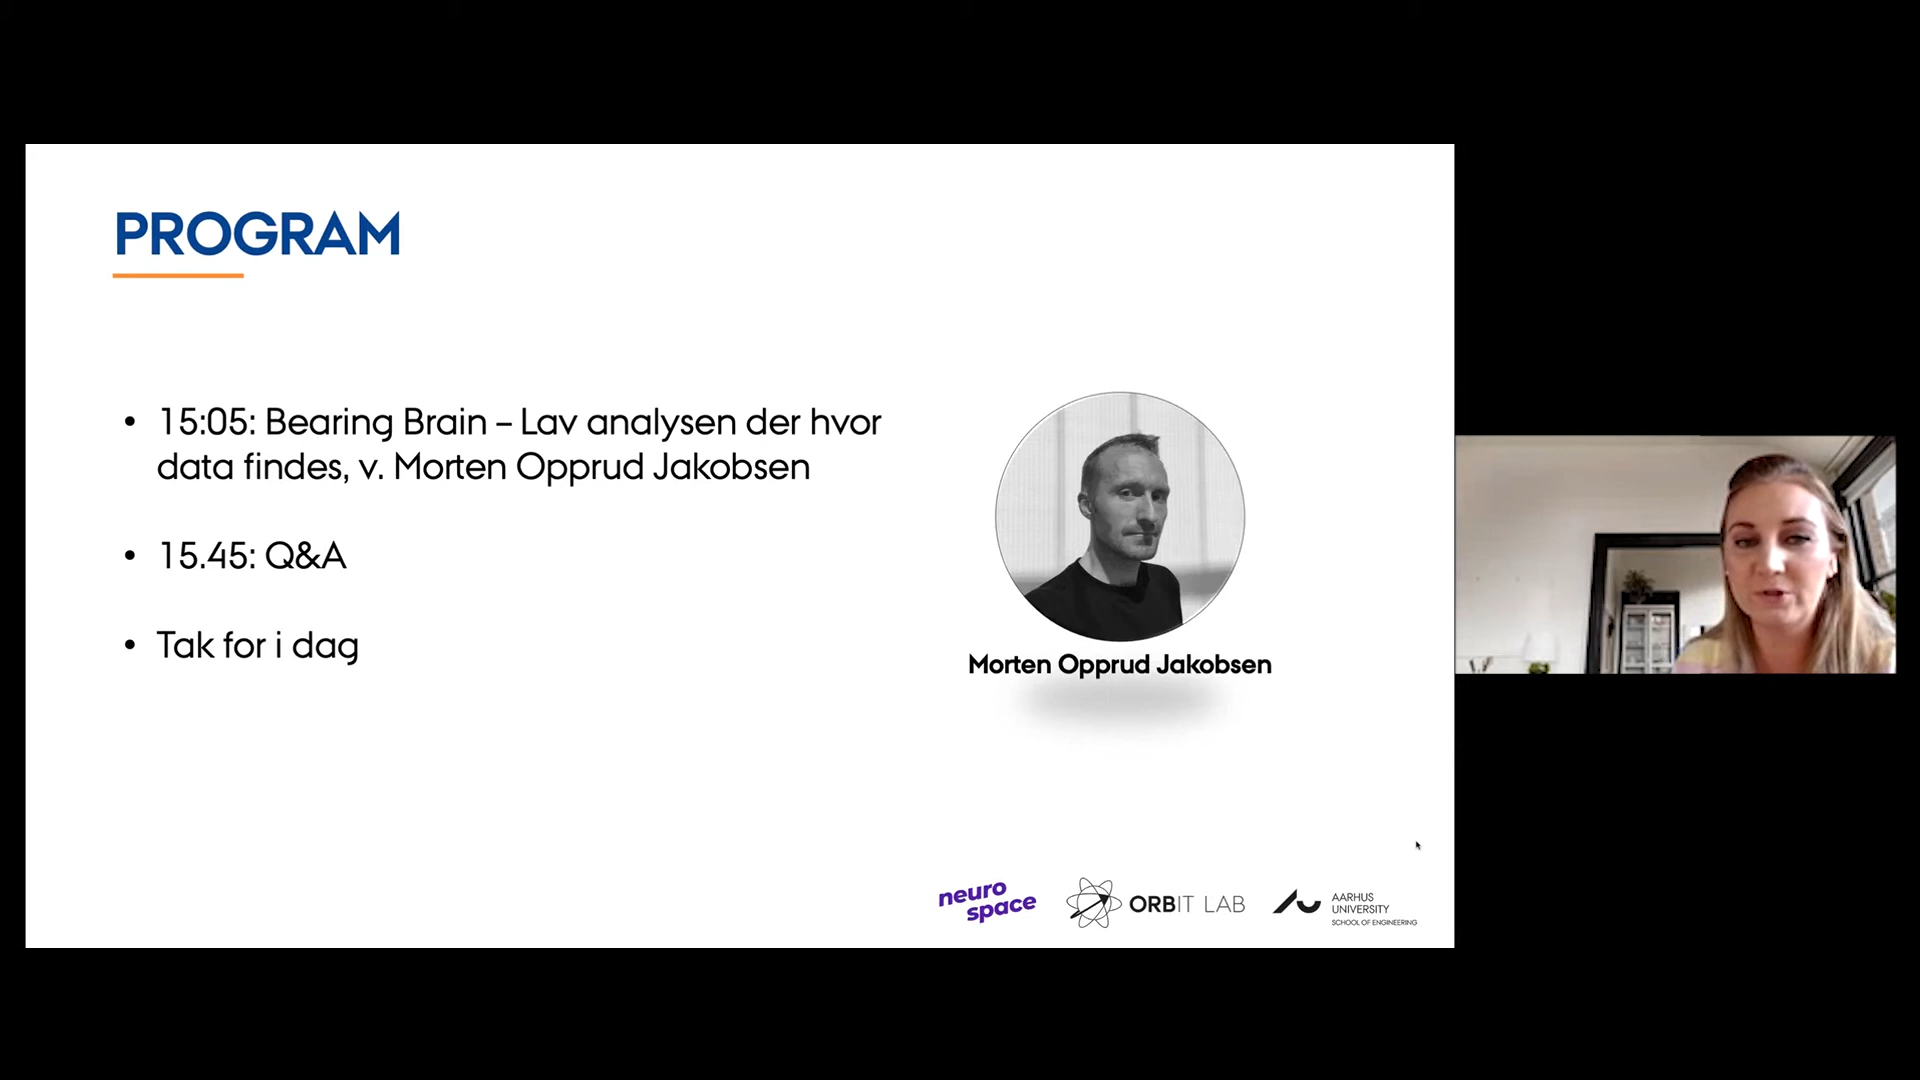 PROGRAM
• 15:05: Bearing Brain – Lav analysen der hvor
data findes, v. Morten Opprud Jakobsen
• 15.45: Q&A
• Tak for i dag
Morten Opprud Jakobsen
neuro
space
ORBIT LAB
AARHUS
UNIVERSITY
SCHOOL OF ENGINEERING